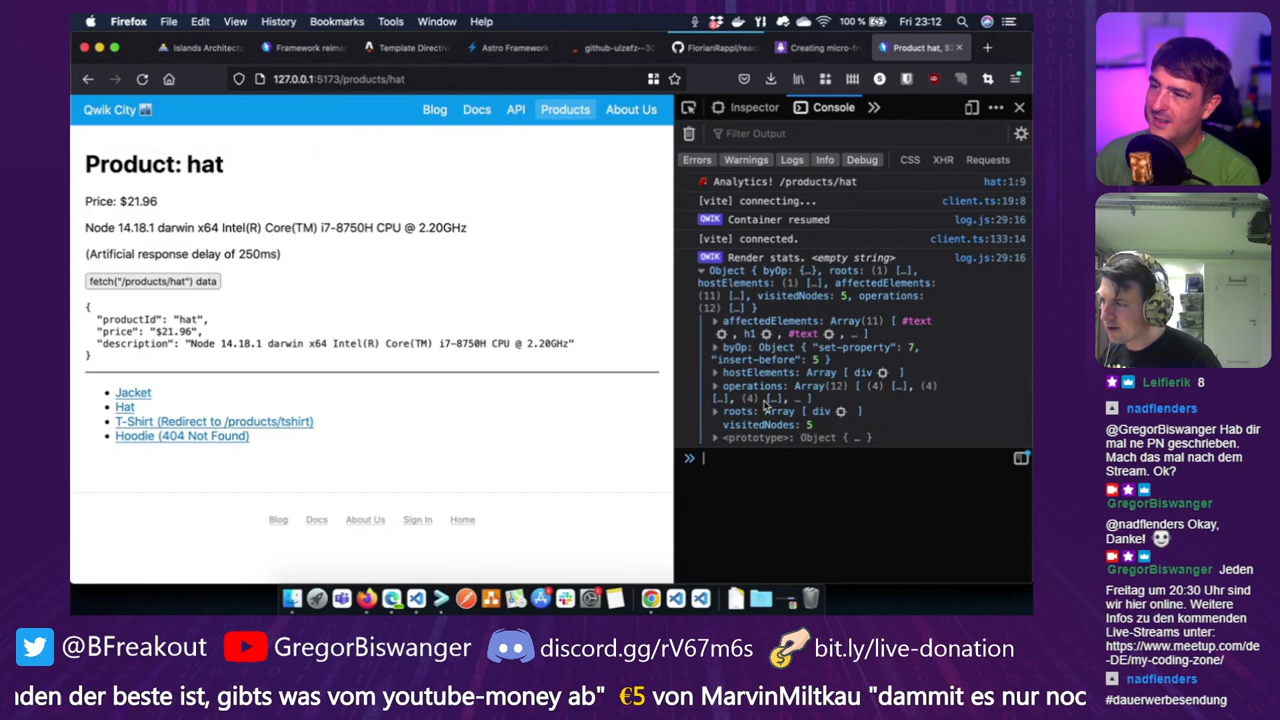 Firefox File Edit View History Bookmarks Tools Window Help
100 % Fri 23:12
Islands Architectu
Framework reima
Template Directiv
Astro Framework
github-ulzefz--30
FlorianRappl/reac
Creating micro-fr
Product hat, $
127.0.0.1:5173/products/hat
Qwik City
Blog Docs API Products About Us
Product: hat
Price: $21.96
Node 14.18.1 darwin x64 Intel(R) Core(TM) i7-8750H CPU @ 2.20GHz
(Artificial response delay of 250ms)
fetch("/products/hat") data
{
"productId": "hat",
"price": "$21.96",
"description": "Node 14.18.1 darwin x64 Intel(R) Core(TM) i7-8750H CPU @ 2.20GHz"
}
Jacket
Hat
T-Shirt (Redirect to /products/tshirt)
Hoodie (404 Not Found)
Blog Docs About Us Sign In Home
Inspector Console
Filter Output
Errors Warnings Logs Info Debug CSS XHR Requests
Analytics! /products/hat hat:1:9
[vite] connecting... client.ts:19:8
QWIK Container resumed log.js:29:16
[vite] connected. client.ts:133:14
QWIK Render stats. <empty string> log.js:29:16
Object { byOp: {…}, roots: (1) […],
hostElements: (1) […], affectedElements:
(11) […], visitedNodes: 5, operations:
(12) […] }
affectedElements: Array(11) [ #text
, h1 , #text , … ]
byOp: Object { "set-property": 7,
"insert-before": 5 }
hostElements: Array [ div ]
operations: Array(12) [ (4) […], (4)
[…], (4) […], … ]
roots: Array [ div ]
visitedNodes: 5
<prototype>: Object { … }
Leifierik 8
nadflenders
@GregorBiswanger Hab dir
mal ne PN geschrieben.
Mach das mal nach dem
Stream. Ok?
GregorBiswanger
@nadflenders Okay,
Danke!
GregorBiswanger Jeden
Freitag um 20:30 Uhr sind
wir hier online. Weitere
Infos zu den kommenden
Live-Streams unter:
https://www.meetup.com/de
-DE/my-coding-zone/
nadflenders
#dauerwerbesendung
@BFreakout GregorBiswanger discord.gg/rV67m6s bit.ly/live-donation
aden der beste ist, gibts was vom youtube-money ab" €5 von MarvinMiltkau "dammit es nur noc